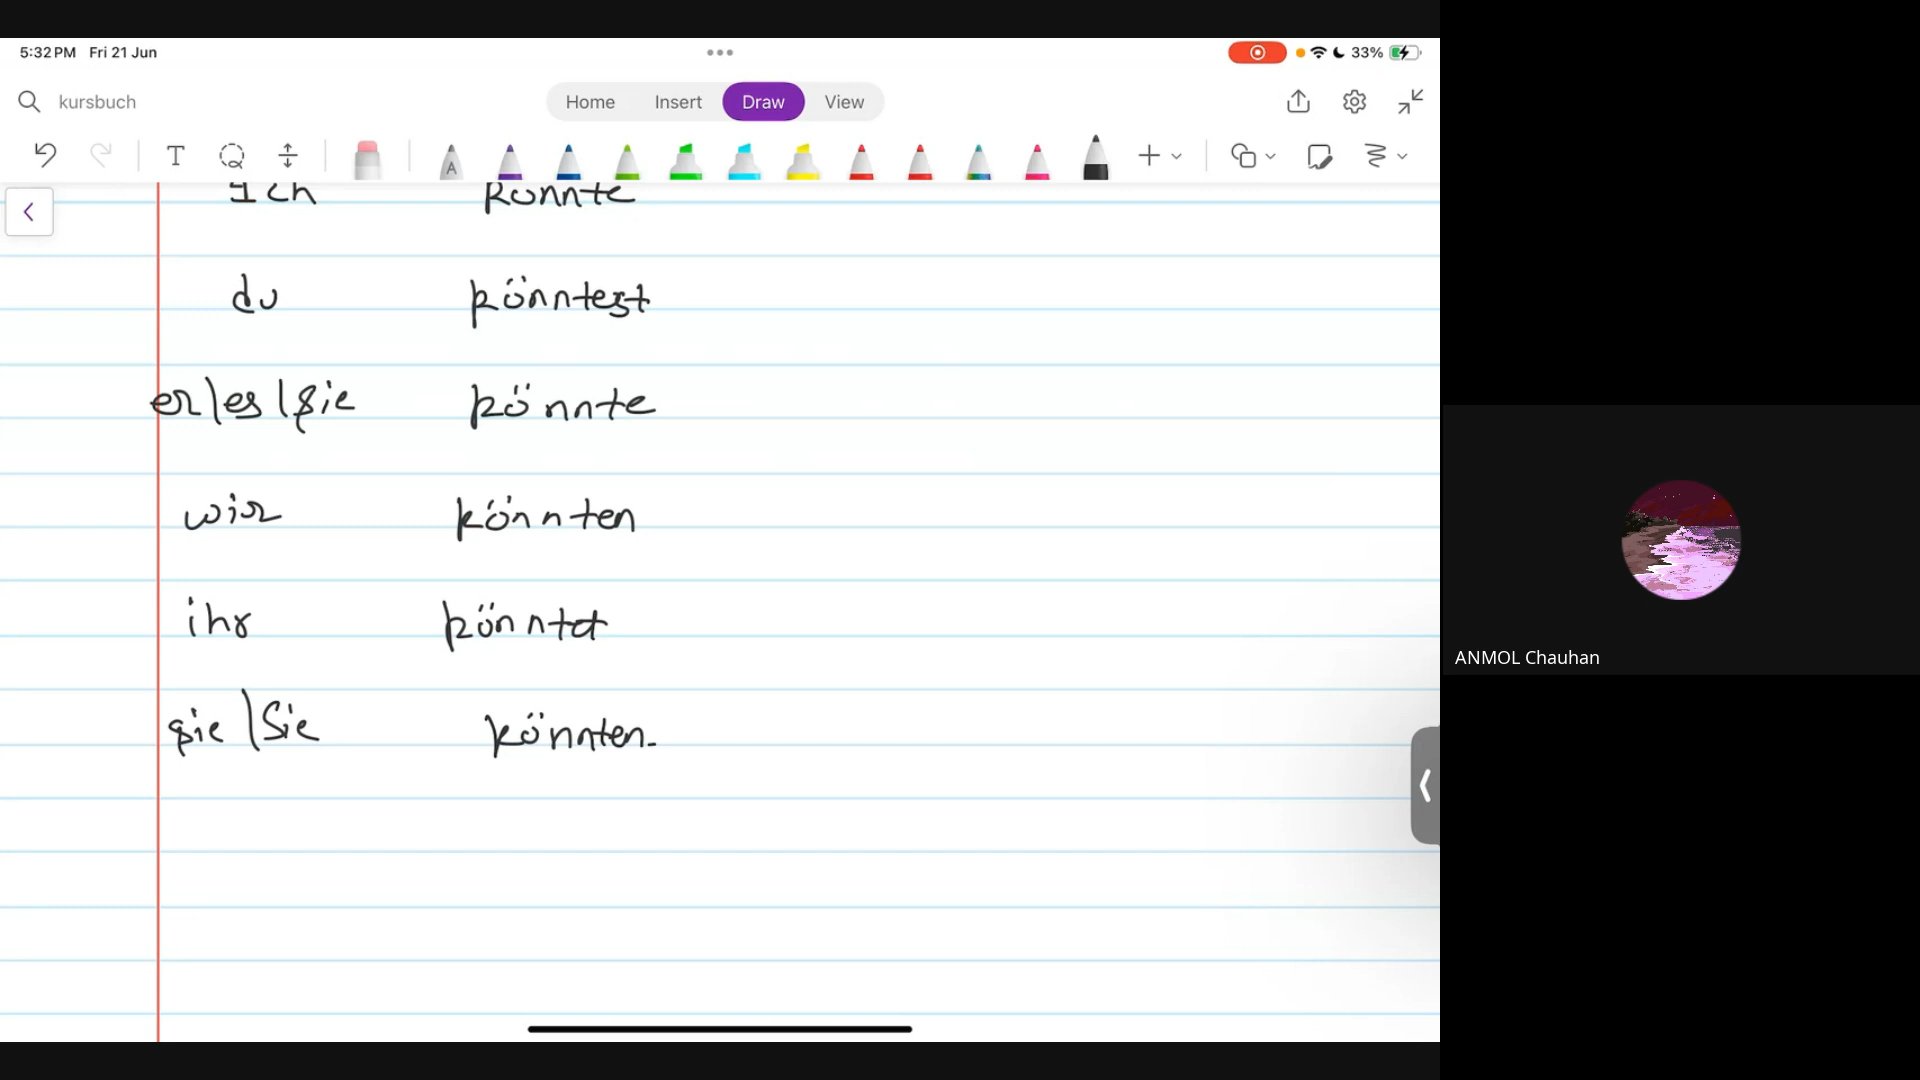 5:32 PM Fri 21 Jun
33%
kursbuch
Home Insert Draw View
T
A
Ich könnte
du könntest
er/es/sie könnte
wir könnten
ihr könntet
sie/Sie könnten.
ANMOL Chauhan